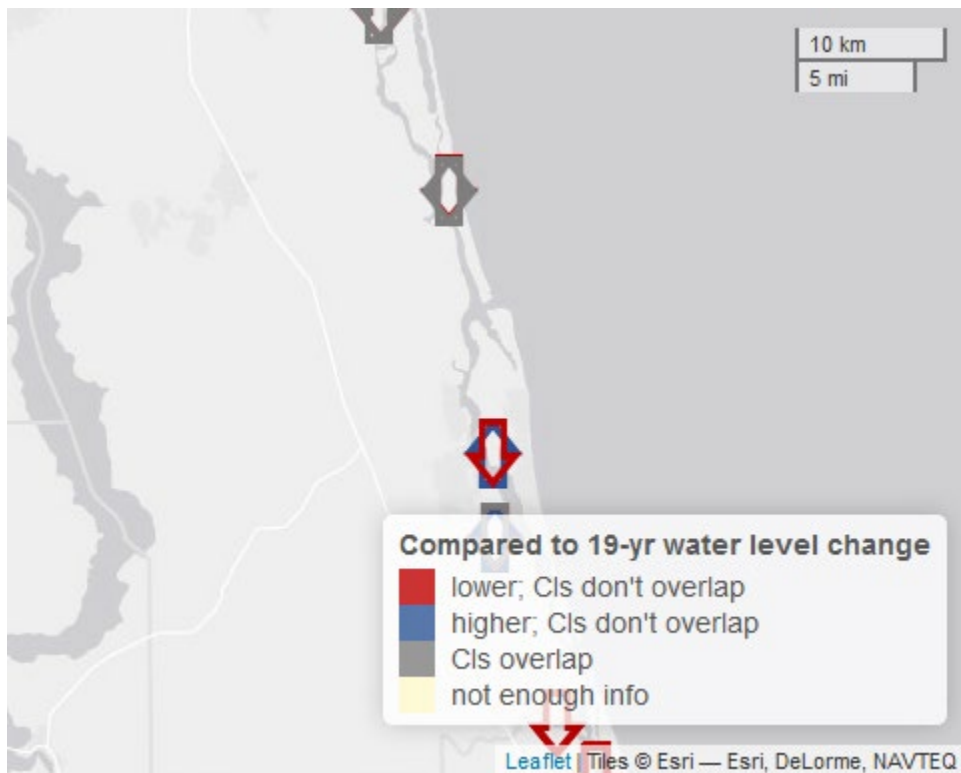 10 km
5 mi
Compared to 19-yr water level change
lower; CIs don't overlap
higher; CIs don't overlap
CIs overlap
not enough info
Leaflet | Tiles © Esri — Esri, DeLorme, NAVTEQ